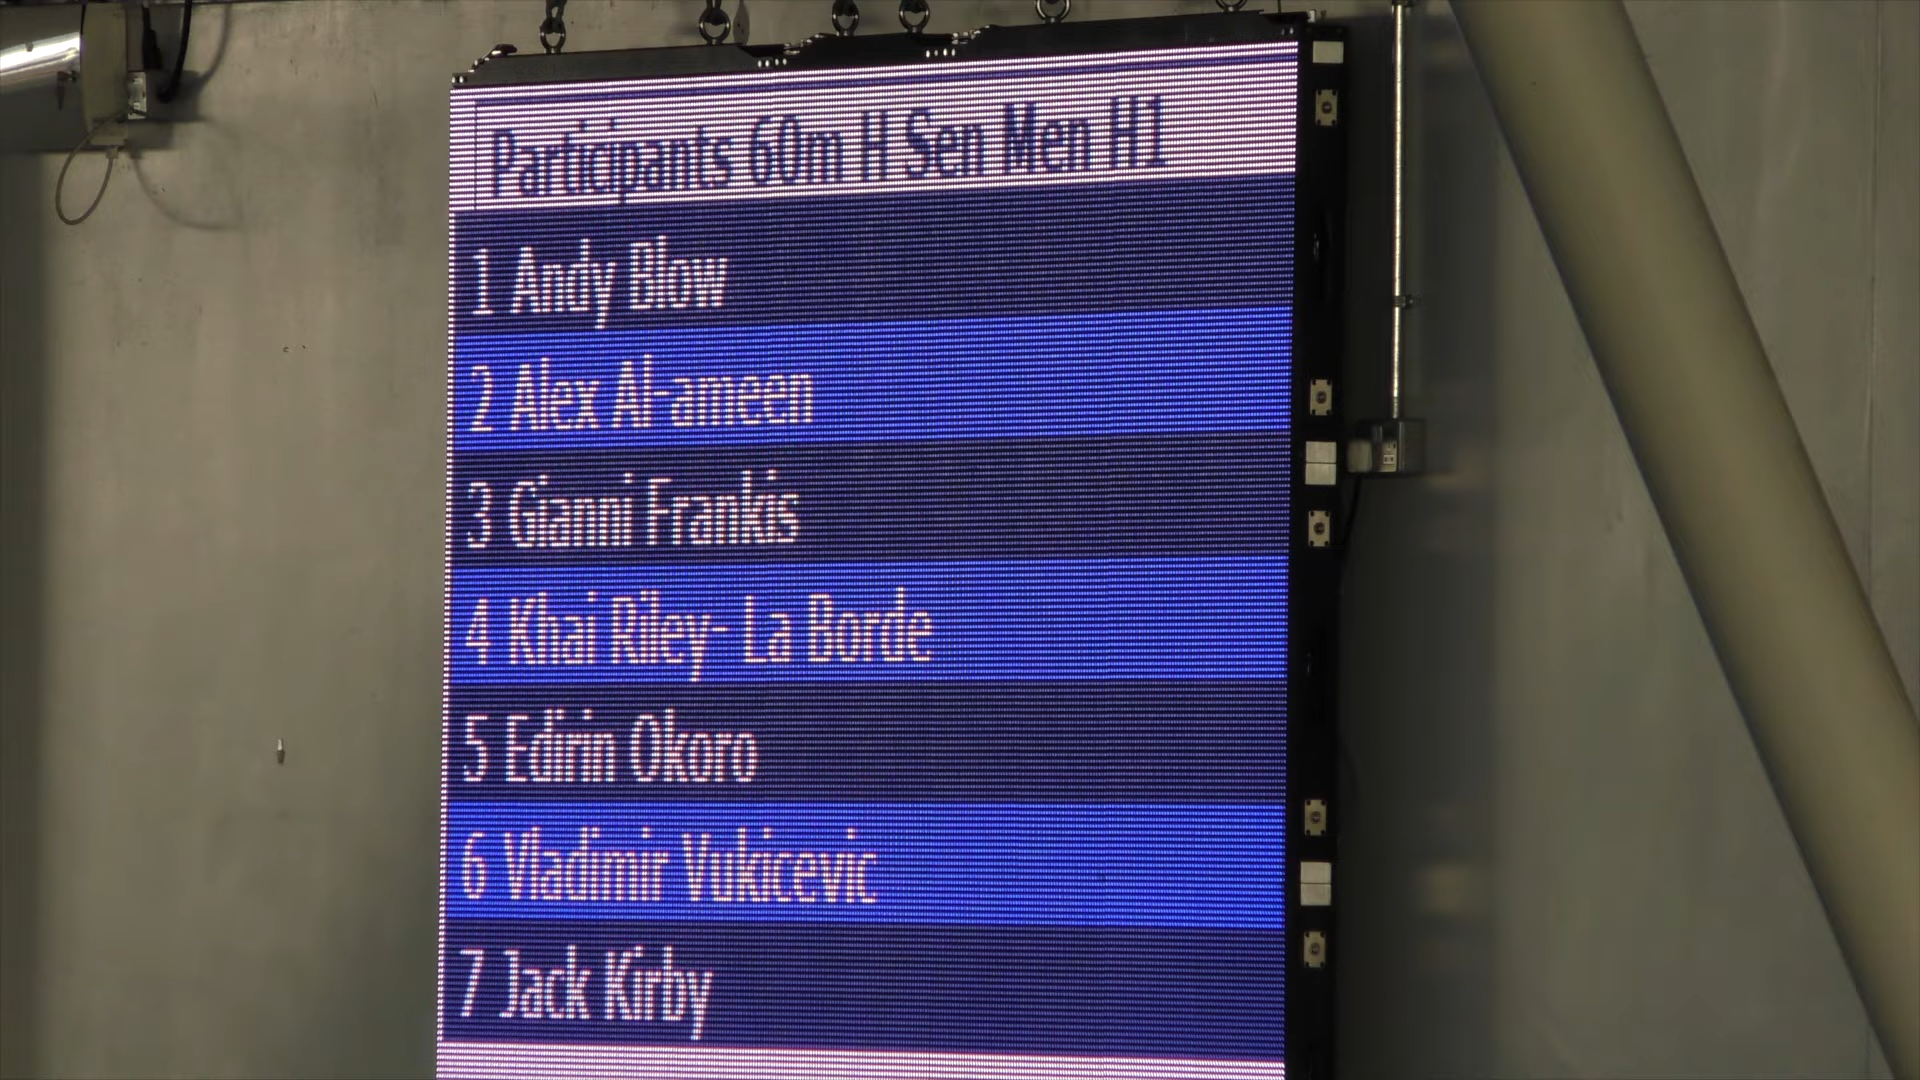 Participants 60m H Sen Men H1
1 Andy Blow
2 Alex Al-ameen
3 Gianni Frankis
4 Khai Riley- La Borde
5 Edirin Okoro
6 Vladimir Vukicevic
7 Jack Kirby